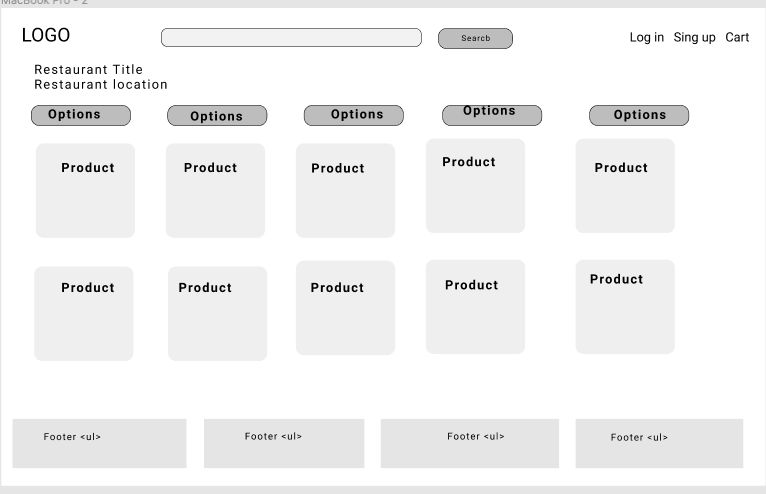 MacBook Pro - 2
LOGO
Searcb
Log in Sing up Cart
Restaurant Title
Restaurant location
Options Options Options Options Options
Product Product Product Product Product
Product Product Product Product Product
Footer <ul> Footer <ul> Footer <ul> Footer <ul>